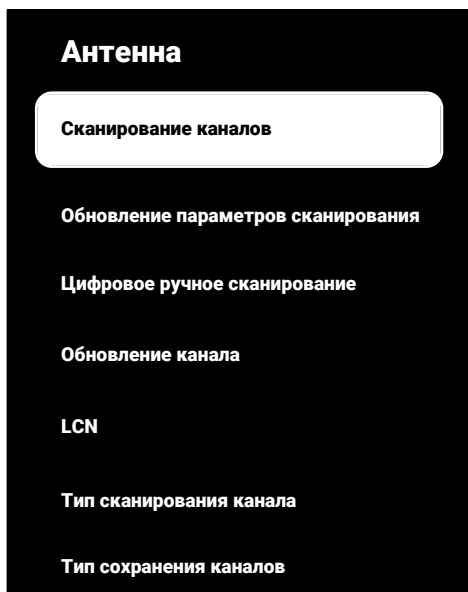 Антенна
Сканирование каналов
Обновление параметров сканирования
Цифровое ручное сканирование
Обновление канала
LCN
Тип сканирования канала
Тип сохранения каналов